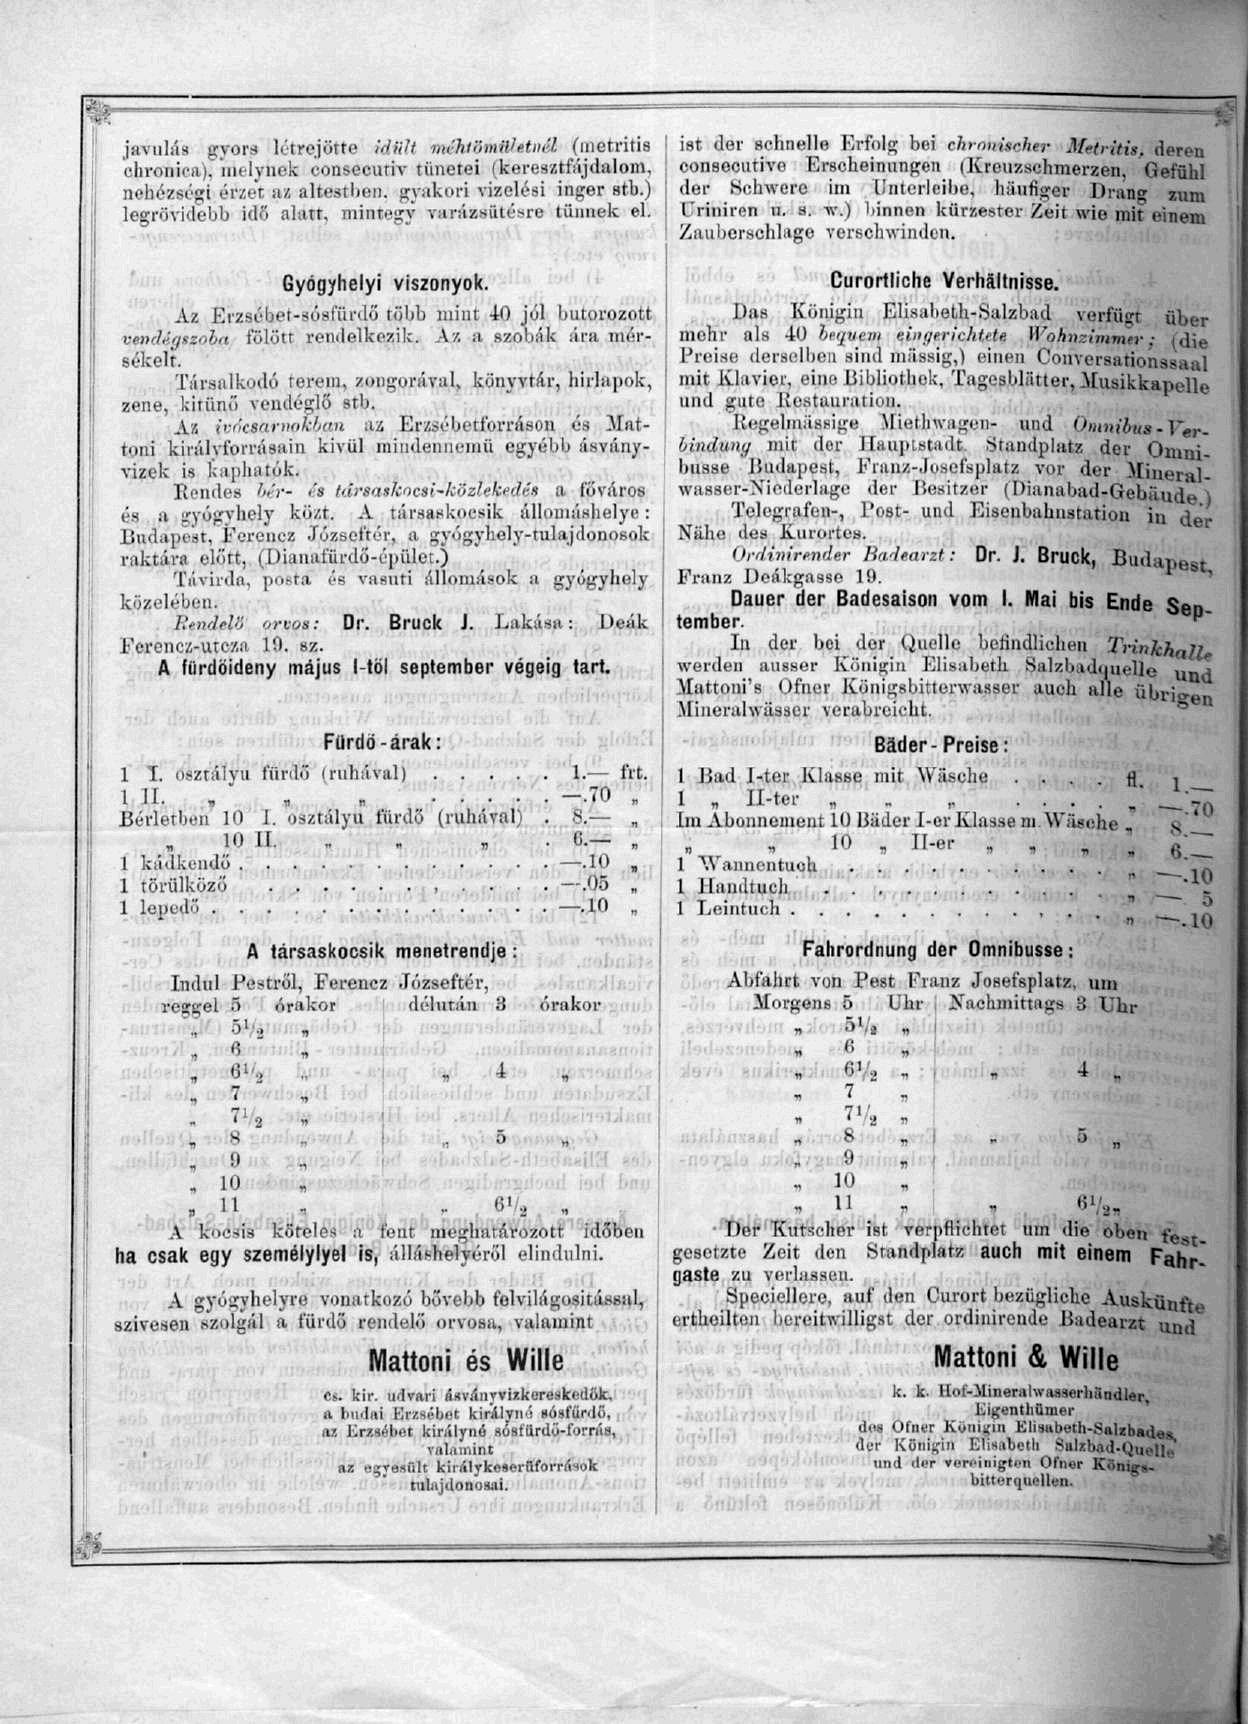 javulás gyors létrejötte idült méhtömületnél (metritis
chronica), melynek consecutiv tünetei (keresztfájdalom,
nehézségi érzet az altestben, gyakori vizelési inger stb.)
legrövidebb idő alatt, mintegy varázsütésre tünnek el.
Gyógyhelyi viszonyok.
Az Erzsébet-sósfürdő több mint 40 jól butorozott
vendégszoba fölött rendelkezik. Az a szobák ára mér-
sékelt.
Társalkodó terem, zongorával, könyvtár, hirlapok,
zene, kitünő vendéglő stb.
Az ivócsarnokban az Erzsébetforráson és Mat-
toni királyforrásain kivül mindennemü egyébb ásvány-
vizek is kaphatók.
Rendes bér- és társaskocsi-közlekedés a főváros
és a gyógyhely közt. A társaskocsik állomáshelye:
Budapest, Ferencz Józseftér, a gyógyhely-tulajdonosok
raktára előtt, (Dianafürdő-épület.)
Távirda, posta és vasuti állomások a gyógyhely
közelében.
Rendelő orvos: Dr. Bruck J. Lakása: Deák
Ferencz-utcza 19. sz.
A fürdőideny május 1-től september végeig tart.
Fürdő-árak:
1 I. osztályu fürdő (ruhával) . . . . . 1.— frt.
1 II. „ „ „ . . . . . —.70 „
Bérletben 10 I. osztályu fürdő (ruhával) . 8.— „
„ 10 II. „ „ „ . 6.— „
1 kádkendő . . . . . . . . . . . . —.10 „
1 törülköző . . . . . . . . . . . —.05 „
1 lepedő . . . . . . . . . . . . . —.10 „
A társaskocsik menetrendje:
Indul Pestről, Ferencz Józseftér,
reggel 5 órakor délután 3 órakor
„ 5½ „
„ 6 „
„ 6½ „ „ 4 „
„ 7 „
„ 7½ „
„ 8 „ „ 5 „
„ 9 „
„ 10 „
„ 11 „ „ 6½ „
A kocsis köteles a fent meghatározott időben
ha csak egy személylyel is, álláshelyéről elindulni.
A gyógyhelyre vonatkozó bővebb felvilágositással,
szivesen szolgál a fürdő rendelő orvosa, valamint
Mattoni és Wille
cs. kir. udvari ásványvizkereskedők,
a budai Erzsébet királyné sósfürdő,
az Erzsébet királyné sósfürdő-forrás,
valamint
az egyesült királykeserüforrások
tulajdonosai.
ist der schnelle Erfolg bei chronischer Metritis, deren
consecutive Erscheinungen (Kreuzschmerzen, Gefühl
der Schwere im Unterleibe, häufiger Drang zum
Uriniren u. s. w.) binnen kürzester Zeit wie mit einem
Zauberschlage verschwinden.
Curortliche Verhältnisse.
Das Königin Elisabeth-Salzbad verfügt über
mehr als 40 bequem eingerichtete Wohnzimmer; (die
Preise derselben sind mässig,) einen Conversationssaal
mit Klavier, eine Bibliothek, Tagesblätter, Musikkapelle
und gute Restauration.
Regelmässige Miethwagen- und Omnibus-Ver-
bindung mit der Hauptstadt. Standplatz der Omni-
busse Budapest, Franz-Josefsplatz vor der Mineral-
wasser-Niederlage der Besitzer (Dianabad-Gebäude.)
Telegrafen-, Post- und Eisenbahnstation in der
Nähe des Kurortes.
Ordinirender Badearzt: Dr. J. Bruck, Budapest,
Franz Deákgasse 19.
Dauer der Badesaison vom 1. Mai bis Ende Sep-
tember.
In der bei der Quelle befindlichen Trinkhalle
werden ausser Königin Elisabeth Salzbadquelle und
Mattoni's Ofner Königsbitterwasser auch alle übrigen
Mineralwässer verabreicht.
Bäder-Preise:
1 Bad I-ter Klasse mit Wäsche . . . . fl. 1.—
1 „ II-ter „ „ „ . . . . „ —.70
Im Abonnement 10 Bäder I-er Klasse m. Wäsche „ 8.—
„ „ 10 „ II-er „ „ „ „ 6.—
1 Wannentuch . . . . . . . . . . „ —.10
1 Handtuch . . . . . . . . . . . „ — 5
1 Leintuch . . . . . . . . . . . . „ —.10
Fahrordnung der Omnibusse:
Abfahrt von Pest Franz Josefsplatz, um
Morgens 5 Uhr Nachmittags 3 Uhr
„ 5½ „
„ 6 „
„ 6½ „ „ 4 „
„ 7 „
„ 7½ „
„ 8 „ „ 5 „
„ 9 „
„ 10 „
„ 11 „ „ 6½ „
Der Kutscher ist verpflichtet um die oben fest-
gesetzte Zeit den Standplatz auch mit einem Fahr-
gaste zu verlassen.
Speciellere, auf den Curort bezügliche Auskünfte
ertheilten bereitwilligst der ordinirende Badearzt und
Mattoni & Wille
k. k. Hof-Mineralwasserhändler,
Eigenthümer
des Ofner Königin Elisabeth-Salzbades,
der Königin Elisabeth Salzbad-Quelle
und der vereinigten Ofner Königs-
bitterquellen.